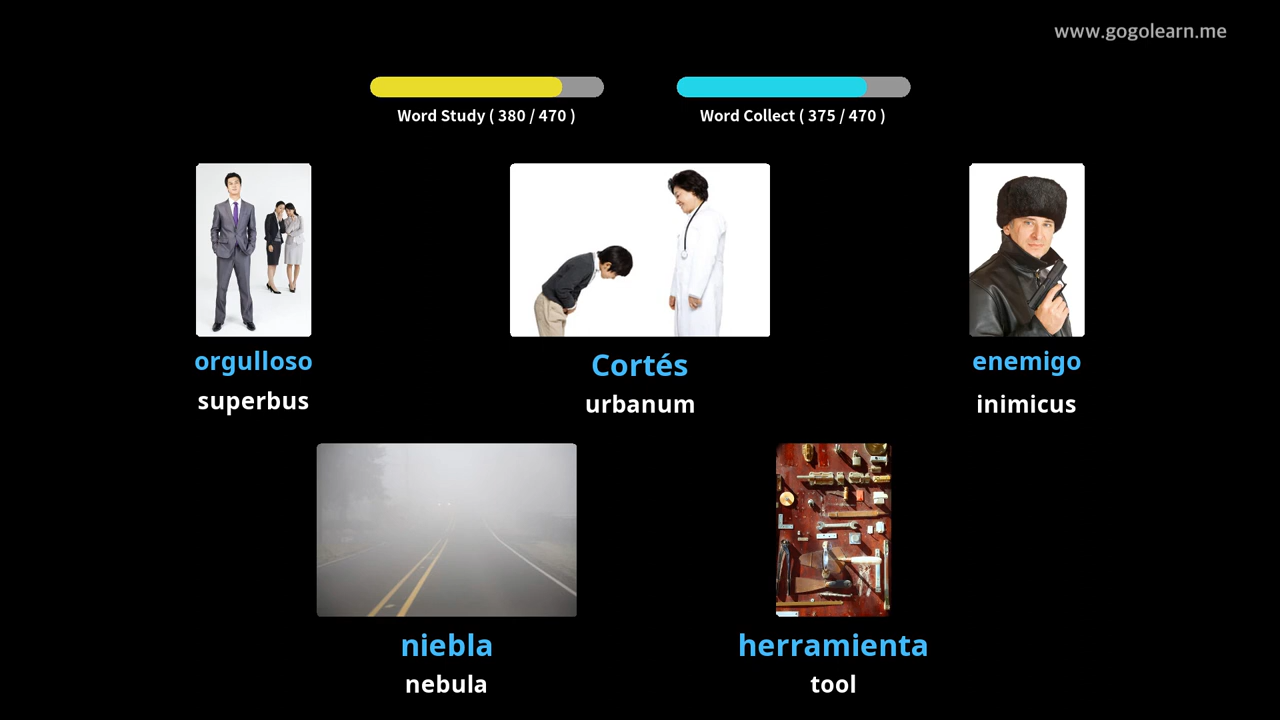 www.gogolearn.me
Word Study ( 380 / 470 )
Word Collect ( 375 / 470 )
orgulloso
superbus
Cortés
urbanum
enemigo
inimicus
niebla
nebula
herramienta
tool